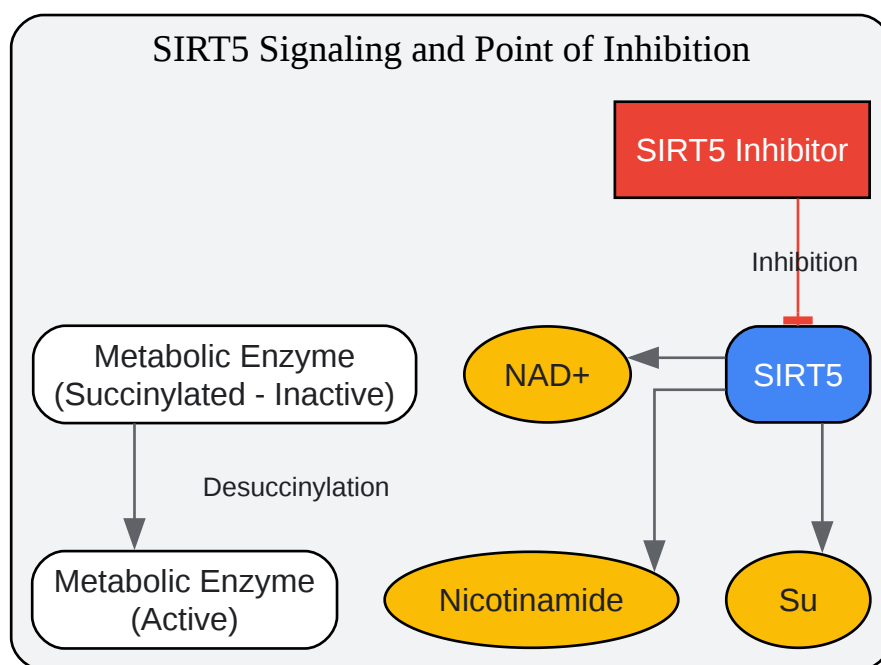 SIRT5 Signaling and Point of Inhibition
SIRT5 Inhibitor
Inhibition
Metabolic Enzyme
(Succinylated - Inactive)
NAD+
SIRT5
Desuccinylation
Metabolic Enzyme
(Active)
Nicotinamide
Su